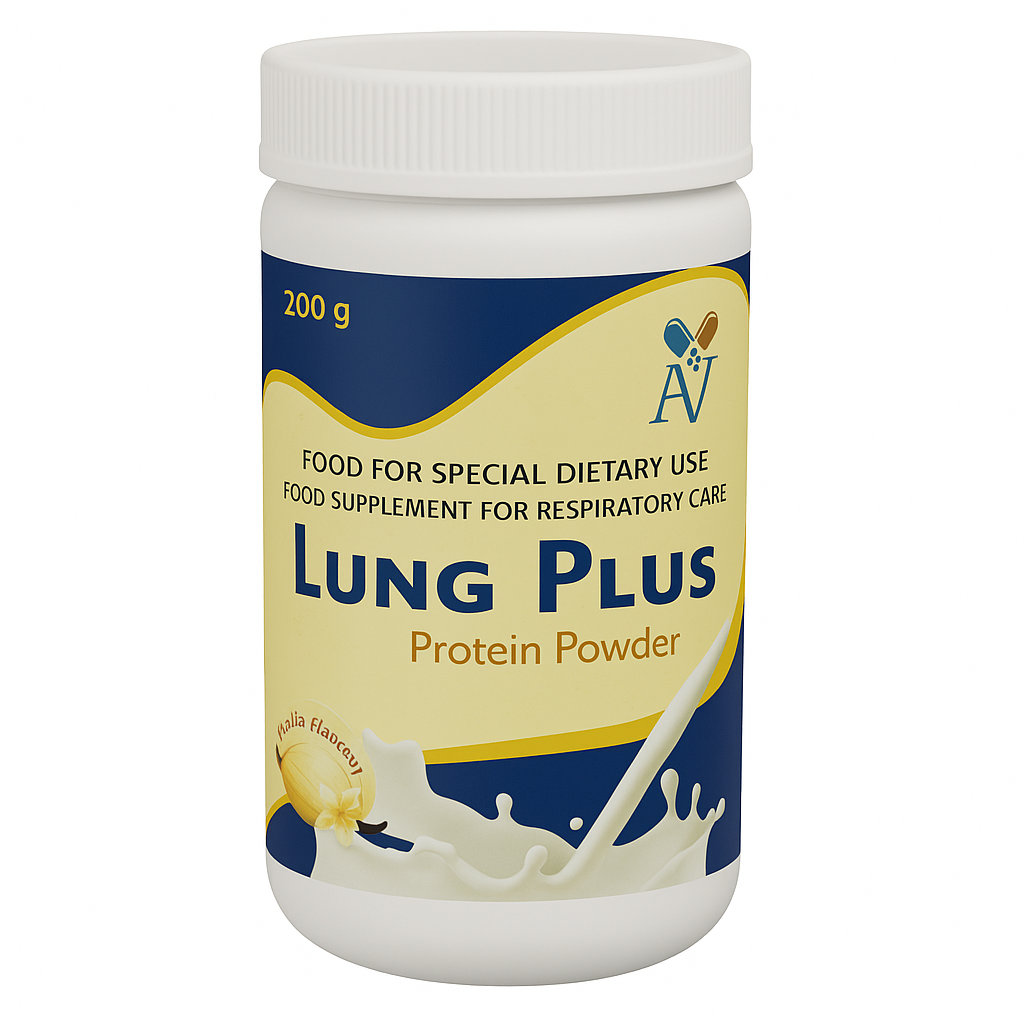 200 g
AV
FOOD FOR SPECIAL DIETARY USE
FOOD SUPPLEMENT FOR RESPIRATORY CARE
LUNG PLUS
Protein Powder